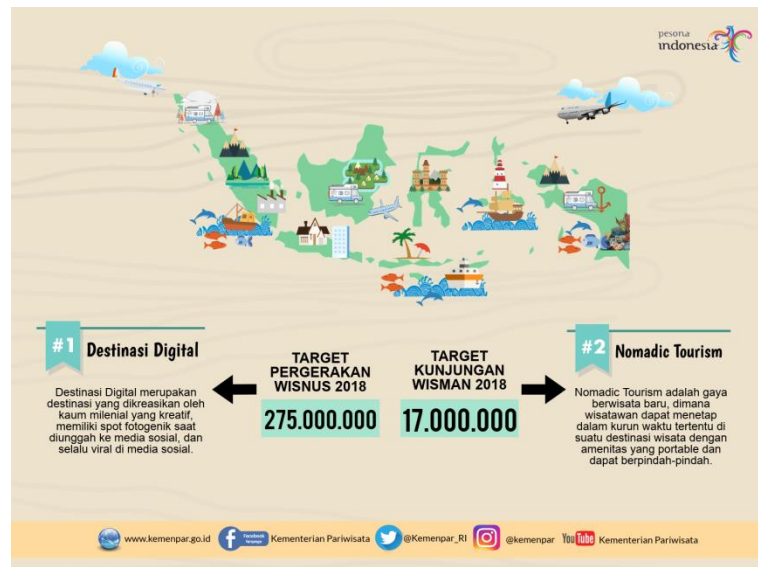 pesona
indonesia
#1 Destinasi Digital
Destinasi Digital merupakan
destinasi yang dikreasikan oleh
kaum milenial yang kreatif,
memiliki spot fotogenik saat
diunggah ke media sosial, dan
selalu viral di media sosial.
TARGET
PERGERAKAN
WISNUS 2018
275.000.000
TARGET
KUNJUNGAN
WISMAN 2018
17.000.000
#2 Nomadic Tourism
Nomadic Tourism adalah gaya
berwisata baru, dimana
wisatawan dapat menetap
dalam kurun waktu tertentu di
suatu destinasi wisata dengan
amenitas yang portable dan
dapat berpindah-pindah.
www.kemenpar.go.id
Facebook
Kementerian Pariwisata
@Kemenpar_RI
@kemenpar
You Tube
Kementerian Pariwisata